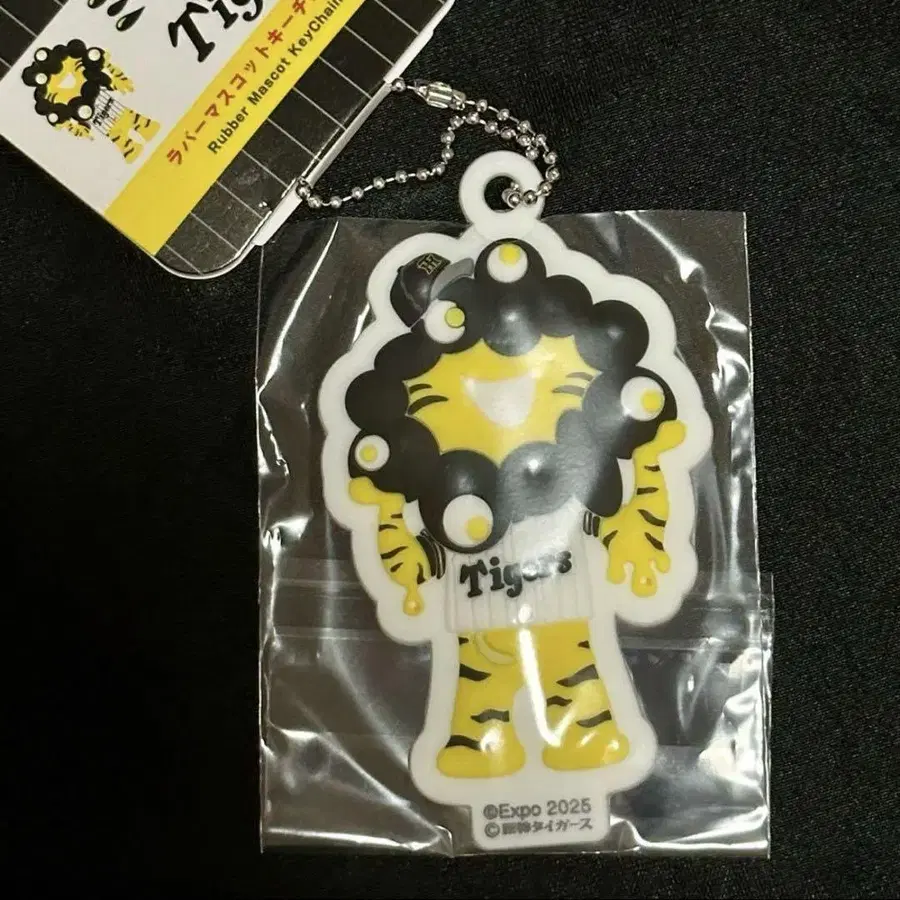 Tig
ラバーマスコットキーチ
Rubber Mascot KeyChain
Tigers
Tigers
©Expo 2025
©阪神タイガース